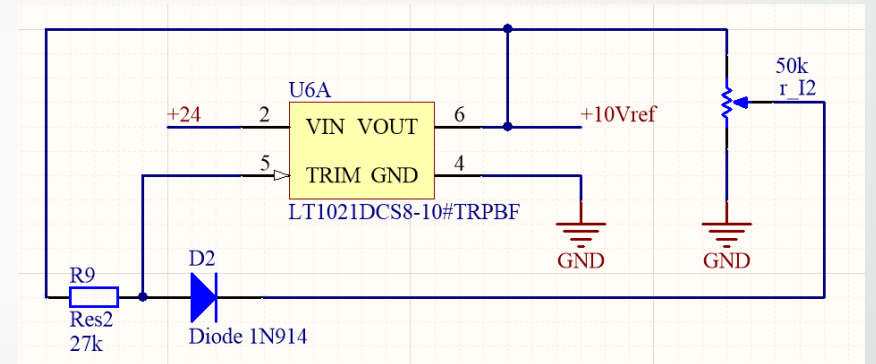 50k
r_I2
U6A
+24
2
VIN VOUT
6
+10Vref
5
TRIM GND
4
LT1021DCS8-10#TRPBF
D2
GND
GND
R9
Res2
27k
Diode 1N914